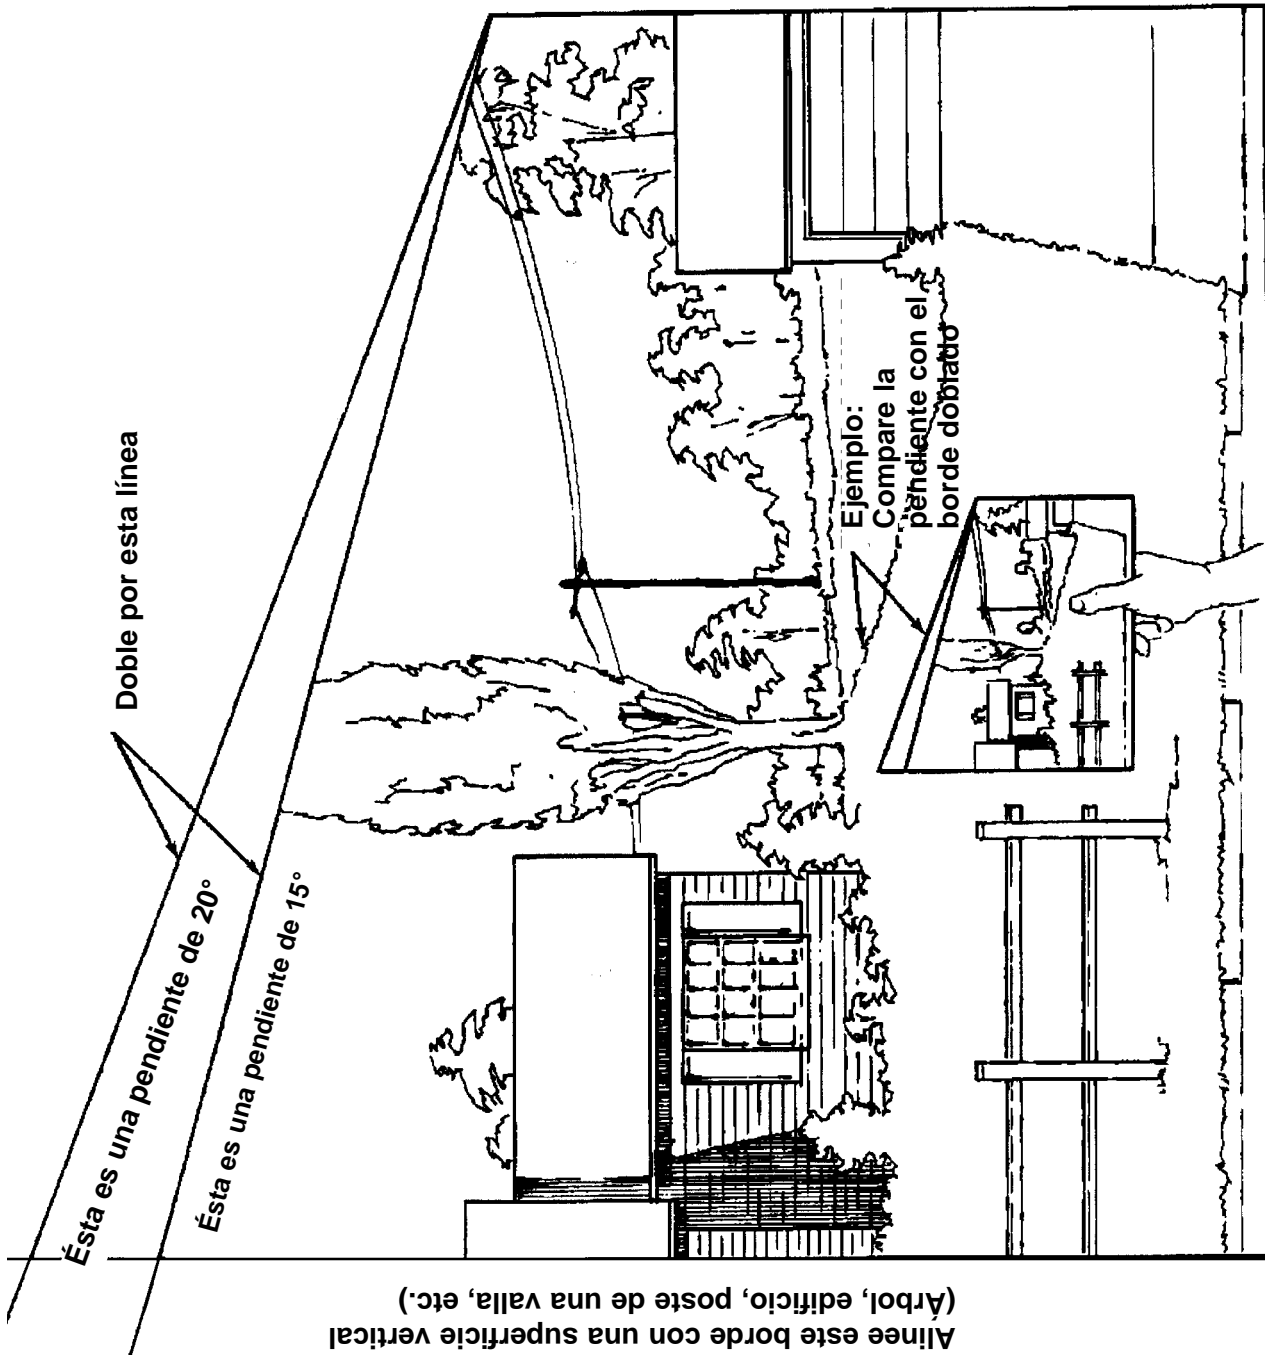 Doble por esta línea
Ésta es una pendiente de 20°
Ésta es una pendiente de 15°
Ejemplo:
Compare la
pendiente con el
borde doblado
Alinee este borde con una superficie vertical
(Árbol, edificio, poste de una valla, etc.)